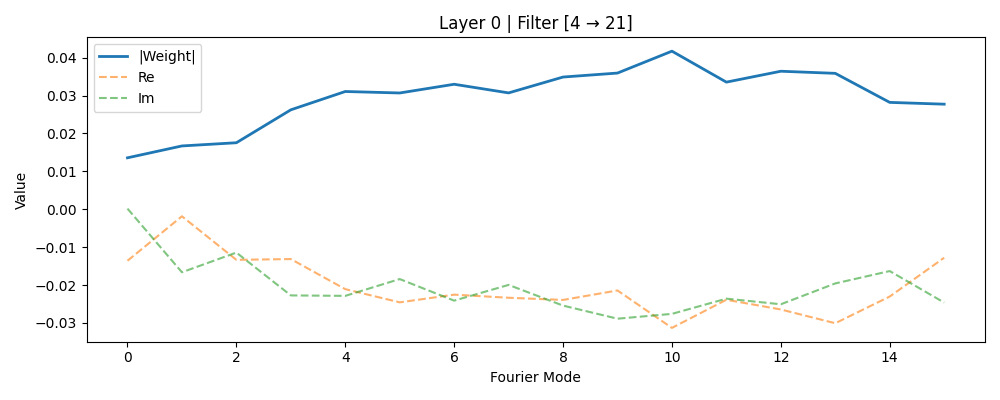 Layer 0 | Filter [4 → 21]
|Weight|
Re
Im
0.04
0.03
0.02
0.01
0.00
−0.01
−0.02
−0.03
Value
0 2 4 6 8 10 12 14
Fourier Mode